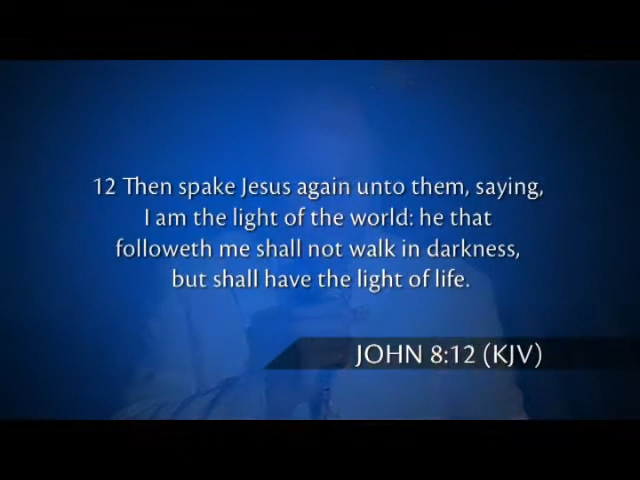 12 Then spake Jesus again unto them, saying,
I am the light of the world: he that
followeth me shall not walk in darkness,
but shall have the light of life.
JOHN 8:12 (KJV)